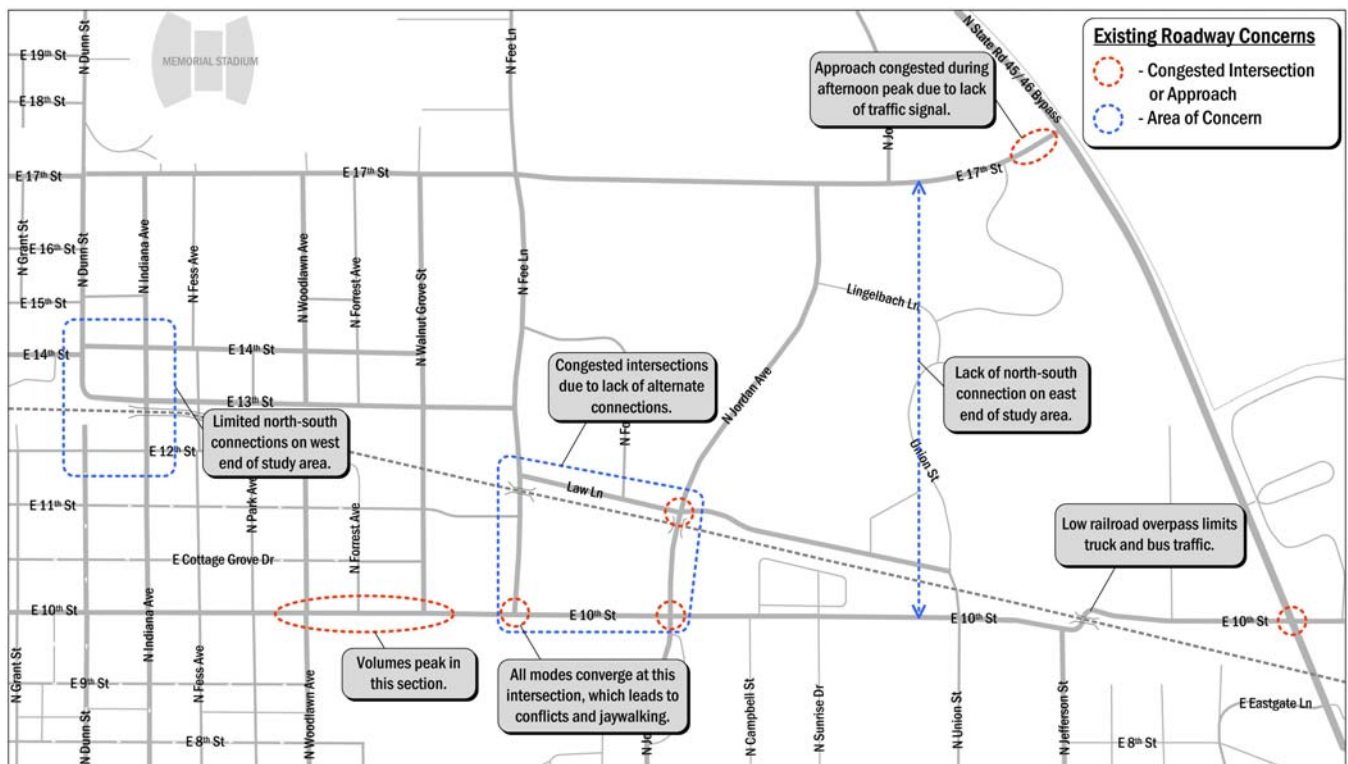 Existing Roadway Concerns
- Congested Intersection
or Approach
- Area of Concern
MEMORIAL STADIUM
E 19th St
E 18th St
N Dunn St
N Fee Ln
N State Rd 45/46 Bypass
Approach congested during
afternoon peak due to lack
of traffic signal.
N Jo
E 17th St
E 17th St
E 17th St
N Grant St
E 16th St
E 15th St
E 14th St
N Dunn St
N Indiana Ave
N Fess Ave
N Woodlawn Ave
N Forrest Ave
N Walnut Grove St
N Fee Ln
Lingelbach Ln
E 14th St
E 13th St
Limited north-south
connections on west
end of study area.
Congested intersections
due to lack of alternate
connections.
N Jordan Ave
Lack of north-south
connection on east
end of study area.
E 12th St
N Fo
Union St
Law Ln
E 11th St
N Park Ave
N Forrest Ave
E Cottage Grove Dr
Low railroad overpass limits
truck and bus traffic.
E 10th St
E 10th St
E 10th St
E 10th St
N Indiana Ave
Volumes peak in
this section.
All modes converge at this
intersection, which leads to
conflicts and jaywalking.
N Grant St
E 9th St
N Dunn St
N Fess Ave
E 8th St
N Woodlawn Ave
N Jo
N Campbell St
N Sunrise Dr
N Union St
N Jefferson St
E 8th St
E Eastgate Ln